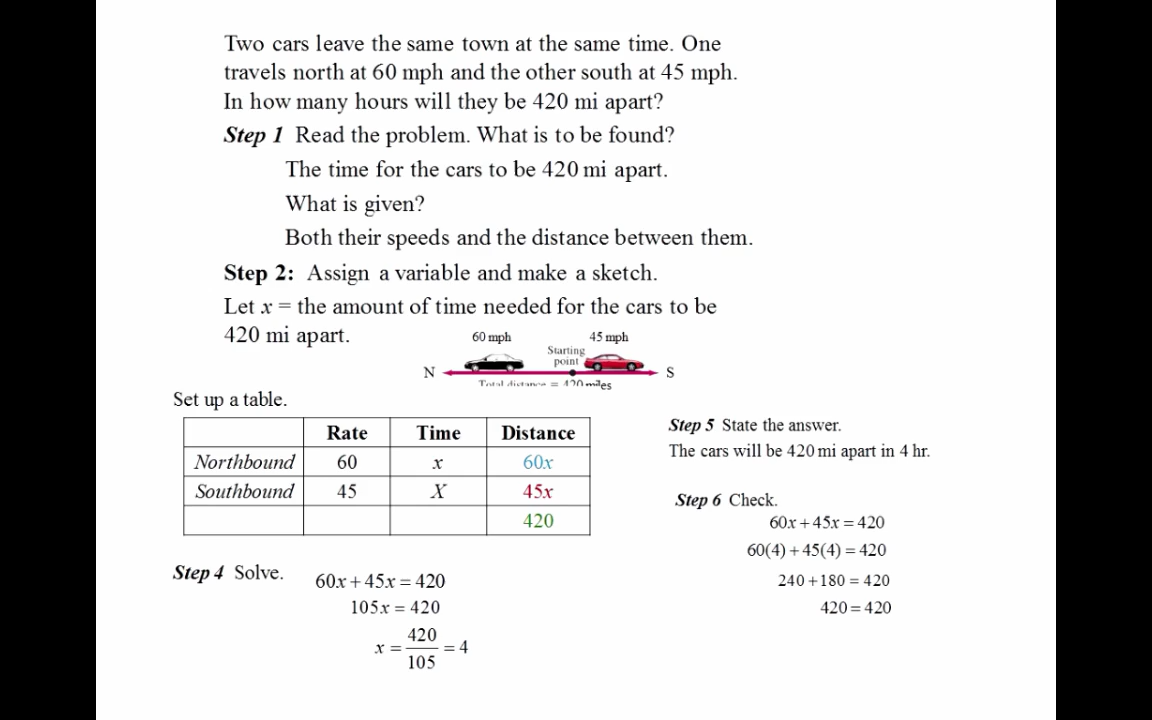 Two cars leave the same town at the same time. One
travels north at 60 mph and the other south at 45 mph.
In how many hours will they be 420 mi apart?
Step 1 Read the problem. What is to be found?
The time for the cars to be 420 mi apart.
What is given?
Both their speeds and the distance between them.
Step 2: Assign a variable and make a sketch.
Let x = the amount of time needed for the cars to be
420 mi apart.
60 mph 45 mph
Starting
point
N S
Total distance = 420 miles
Set up a table.
Rate Time Distance
Northbound 60 x 60x
Southbound 45 X 45x
420
Step 4 Solve.
60x + 45x = 420
105x = 420
x = 420/105 = 4
Step 5 State the answer.
The cars will be 420 mi apart in 4 hr.
Step 6 Check.
60x + 45x = 420
60(4) + 45(4) = 420
240 + 180 = 420
420 = 420